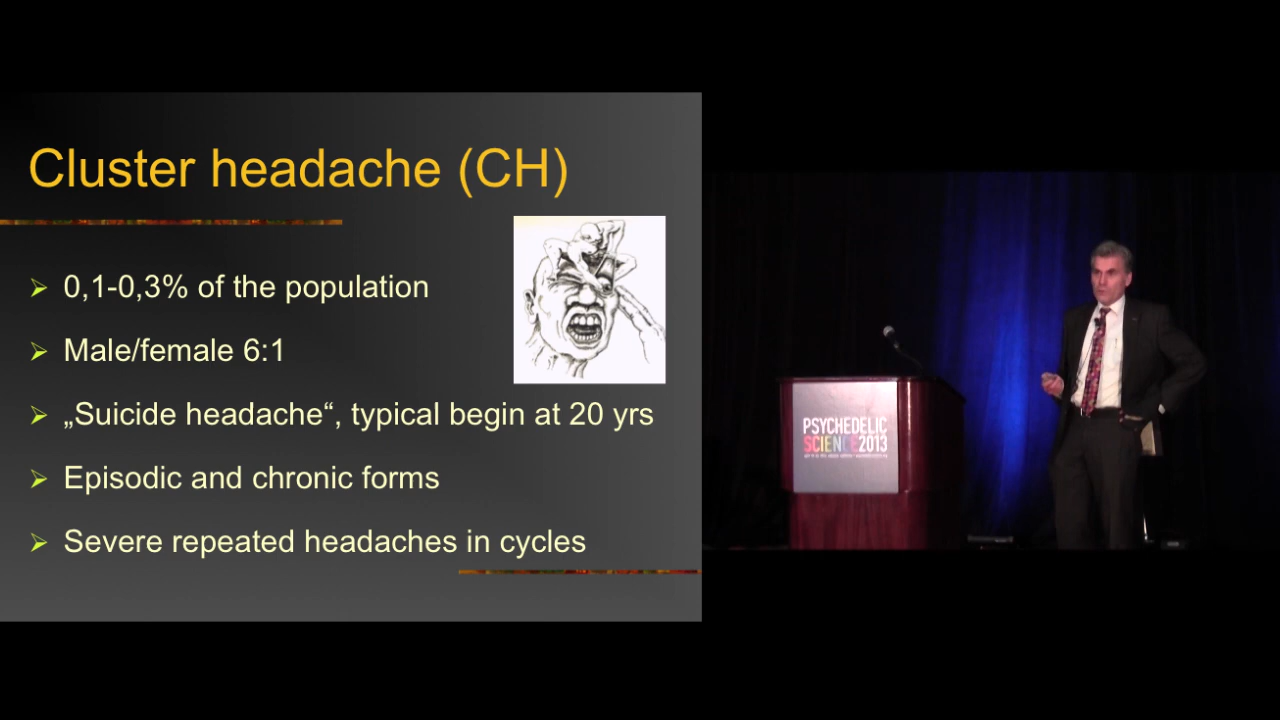 Cluster headache (CH)
0,1-0,3% of the population
Male/female 6:1
„Suicide headache“, typical begin at 20 yrs
Episodic and chronic forms
Severe repeated headaches in cycles
PSYCHEDELIC
SCIENCE2013